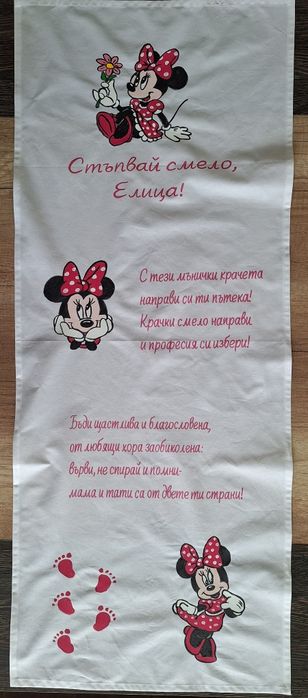 Стъпвай смело,
Елица!
С тези мънички крачета
направи си ти пътека!
Крачки смело направи
и професия си избери!
Бъди щастлива и благословена,
от любящи хора заобиколена:
върви, не спирай и помни-
мама и тати са от двете ти страни!